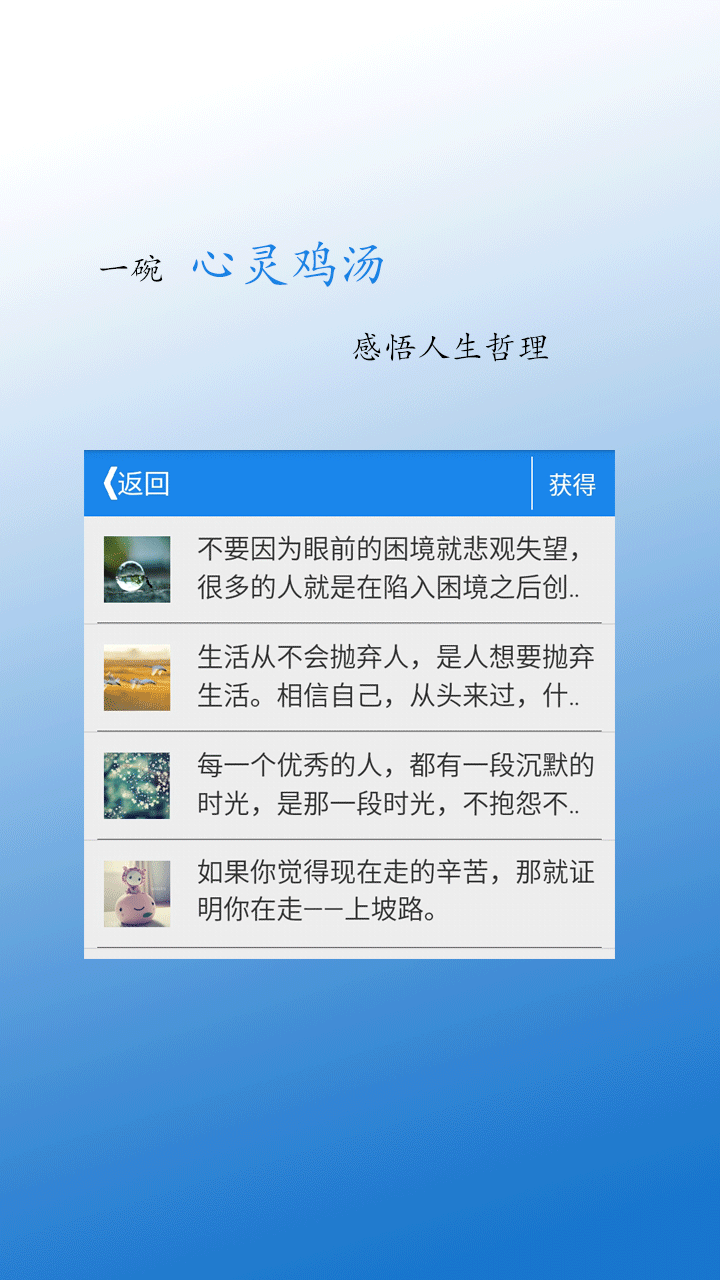 一碗 心灵鸡汤
感悟人生哲理
返回 获得
不要因为眼前的困境就悲观失望，
很多的人就是在陷入困境之后创..
生活从不会抛弃人，是人想要抛弃
生活。相信自己，从头来过，什..
每一个优秀的人，都有一段沉默的
时光，是那一段时光，不抱怨不..
如果你觉得现在走的辛苦，那就证
明你在走——上坡路。